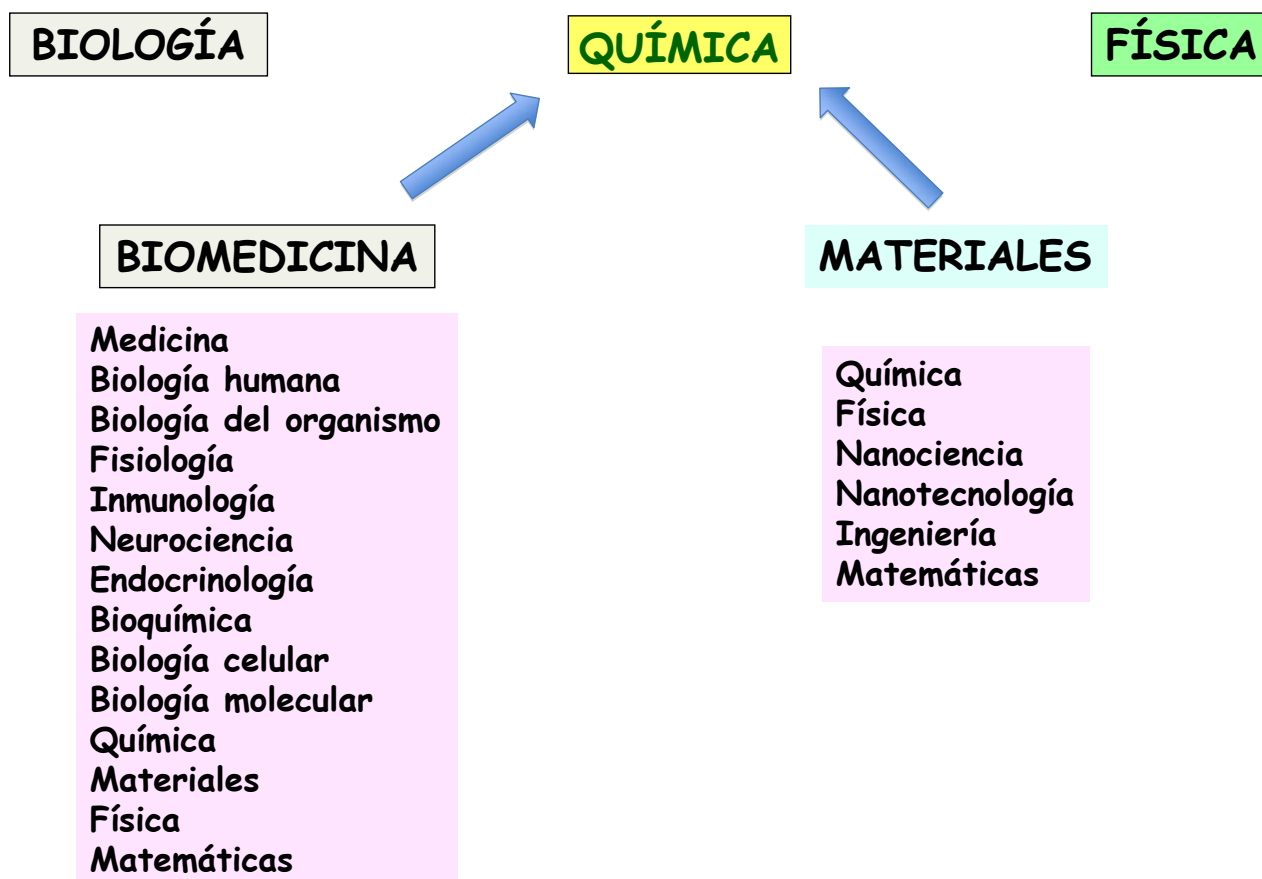 BIOLOGÍA
QUÍMICA
FÍSICA
BIOMEDICINA
Medicina
Biología humana
Biología del organismo
Fisiología
Inmunología
Neurociencia
Endocrinología
Bioquímica
Biología celular
Biología molecular
Química
Materiales
Física
Matemáticas
MATERIALES
Química
Física
Nanociencia
Nanotecnología
Ingeniería
Matemáticas